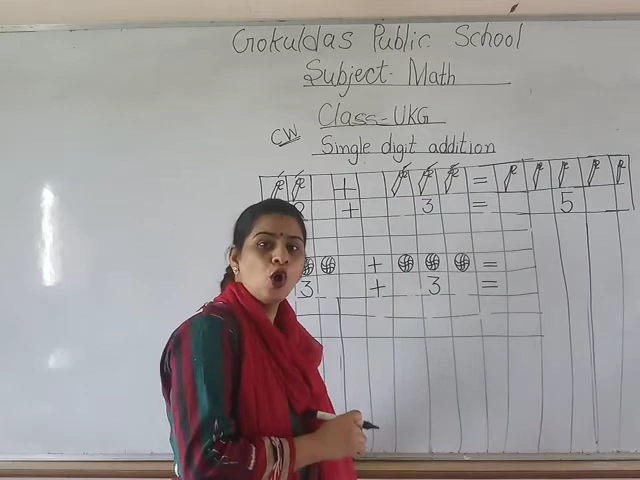 Gokuldas Public School
Subject- Math
Class-UKG
CW
Single digit addition
+ =
2 + 3 = 5
+ =
3 + 3 =